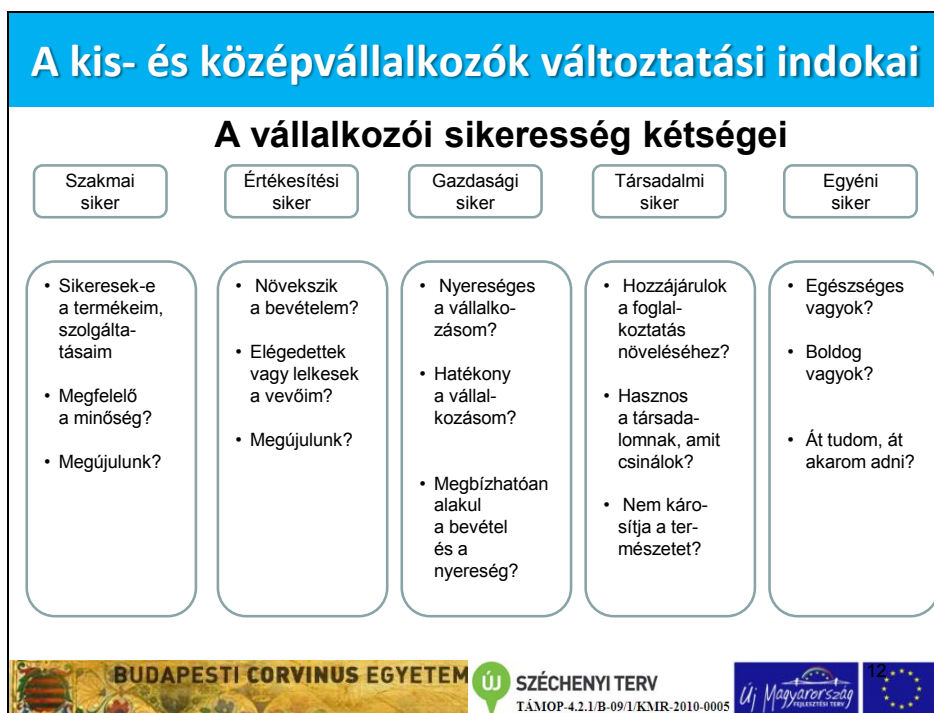 A kis- és középvállalkozók változtatási indokai
A vállalkozói sikeresség kétségei
Szakmai
siker
Értékesítési
siker
Gazdasági
siker
Társadalmi
siker
Egyéni
siker
• Sikeresek-e
a termékeim,
szolgálta-
tásaim
• Megfelelő
a minőség?
• Megújulunk?
• Növekszik
a bevételem?
• Elégedettek
vagy lelkesek
a vevőim?
• Megújulunk?
• Nyereséges
a vállalko-
zásom?
• Hatékony
a vállal-
kozásom?
• Megbízhatóan
alakul
a bevétel
és a
nyereség?
• Hozzájárulok
a foglal-
koztatás
növeléséhez?
• Hasznos
a társada-
lomnak, amit
csinálok?
• Nem káro-
sítja a ter-
mészetet?
• Egészséges
vagyok?
• Boldog
vagyok?
• Át tudom, át
akarom adni?
BUDAPESTI CORVINUS EGYETEM
ÚJ SZÉCHENYI TERV
TÁMOP-4.2.1/B-09/1/KMR-2010-0005
Új Magyarország
FEJLESZTÉSI TERV
12